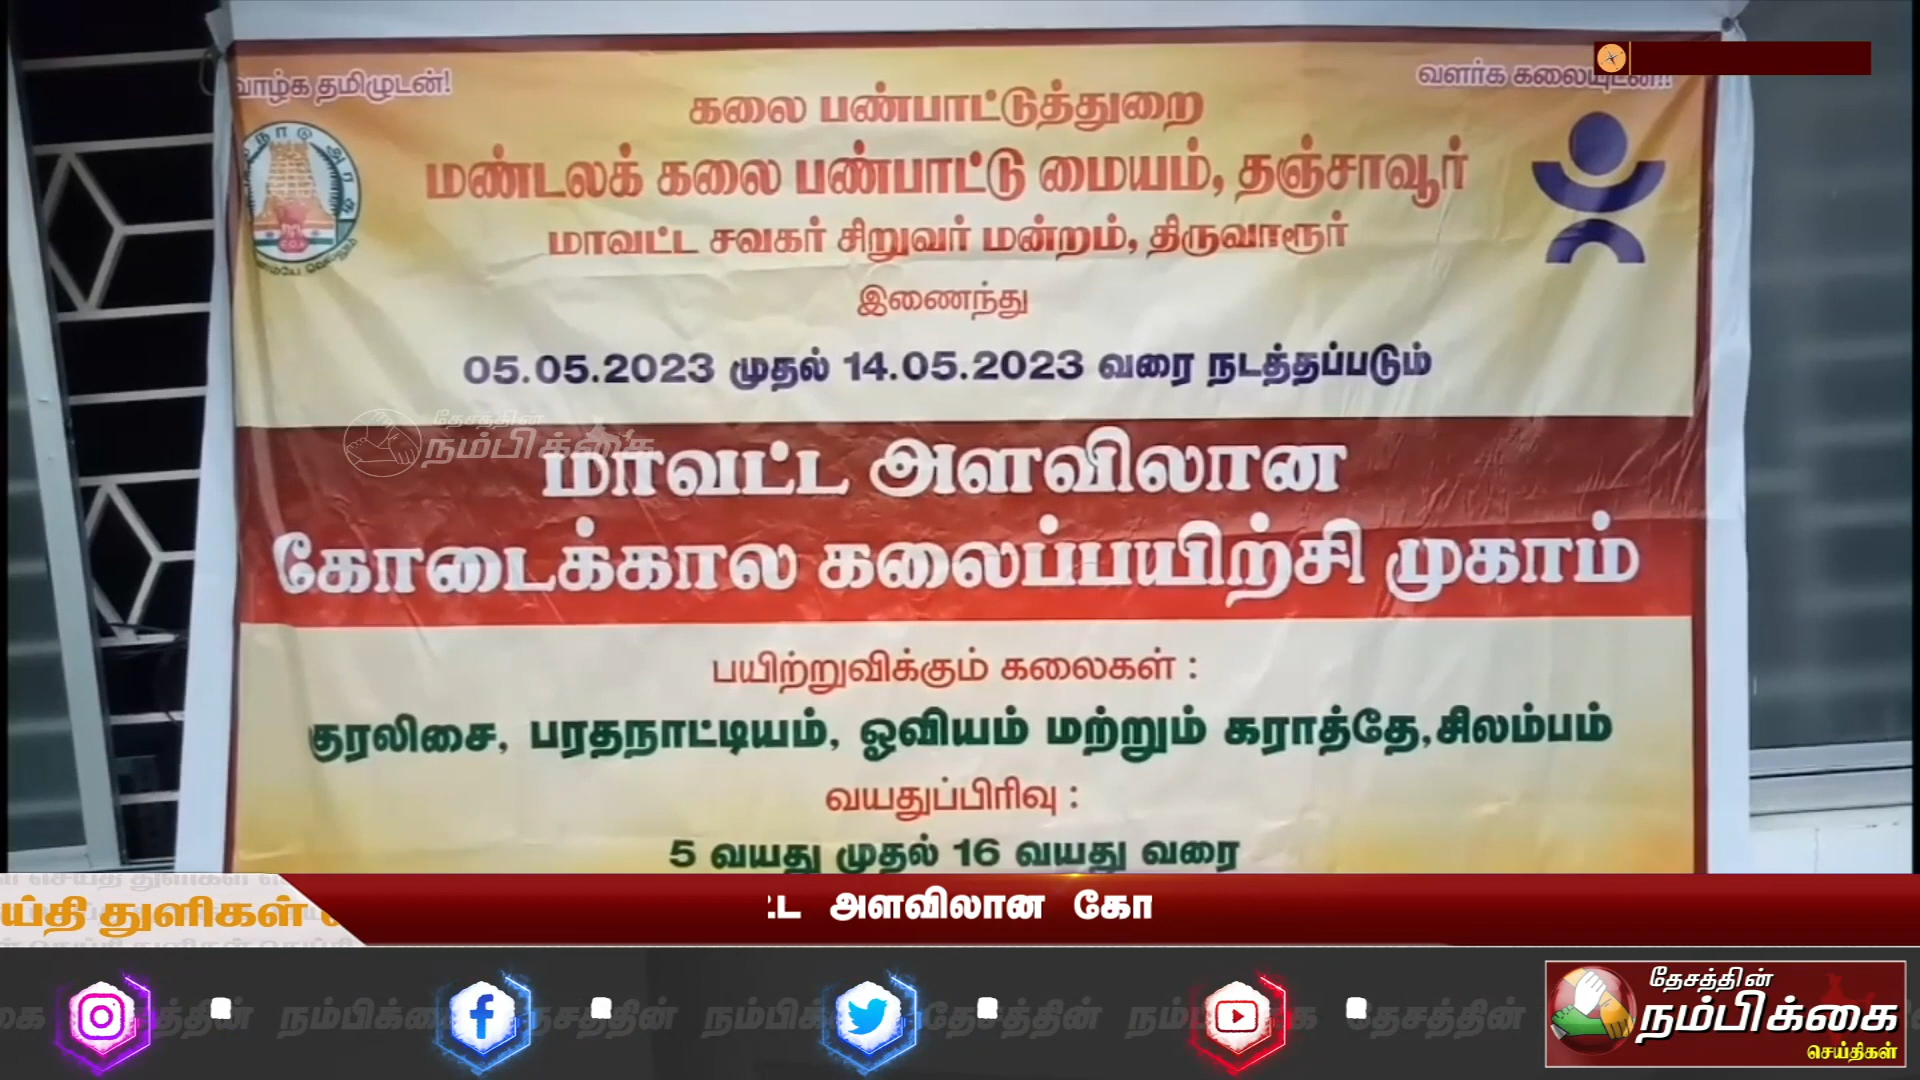 வாழ்க தமிழுடன்!
வளர்க கலையுடன்!!
கலை பண்பாட்டுத்துறை
மண்டலக் கலை பண்பாட்டு மையம், தஞ்சாவூர்
மாவட்ட சவகர் சிறுவர் மன்றம், திருவாரூர்
இணைந்து
05.05.2023 முதல் 14.05.2023 வரை நடத்தப்படும்
தேசத்தின்
நம்பிக்கை
மாவட்ட அளவிலான
கோடைக்கால கலைப்பயிற்சி முகாம்
பயிற்றுவிக்கும் கலைகள் :
குரலிசை, பரதநாட்டியம், ஓவியம் மற்றும் கராத்தே,சிலம்பம்
வயதுப்பிரிவு :
5 வயது முதல் 16 வயது வரை
ய்தி துளிகள்
ட்ட அளவிலான கோ
தேசத்தின்
நம்பிக்கை
செய்திகள்